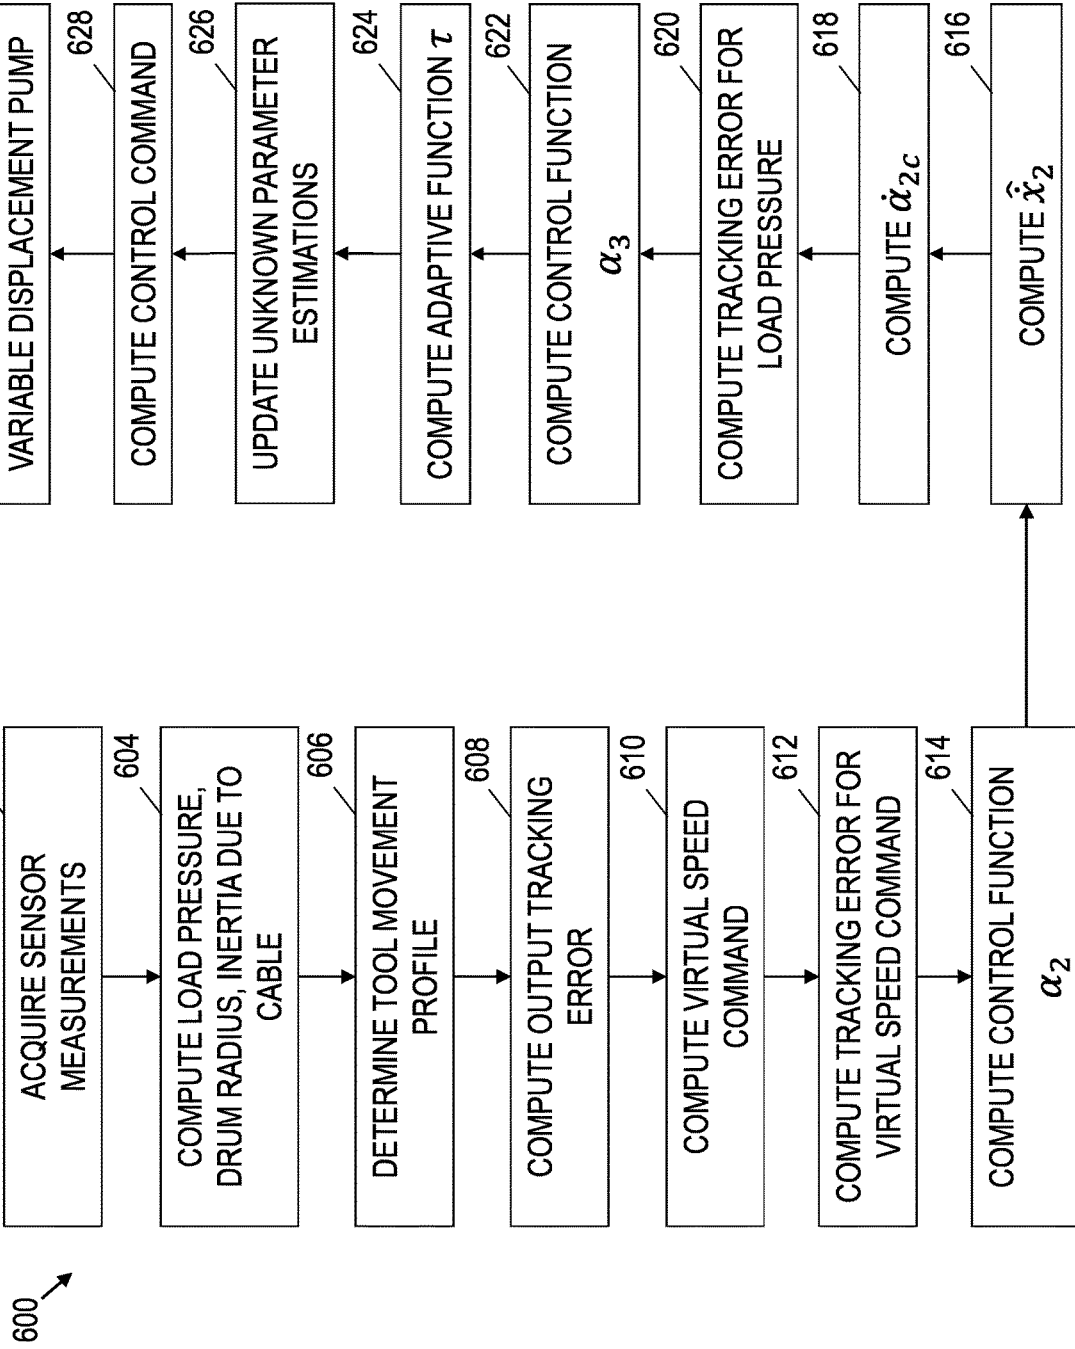 600
ACQUIRE SENSOR
MEASUREMENTS
604
COMPUTE LOAD PRESSURE,
DRUM RADIUS, INERTIA DUE TO
CABLE
606
DETERMINE TOOL MOVEMENT
PROFILE
608
COMPUTE OUTPUT TRACKING
ERROR
610
COMPUTE VIRTUAL SPEED
COMMAND
612
COMPUTE TRACKING ERROR FOR
VIRTUAL SPEED COMMAND
614
COMPUTE CONTROL FUNCTION
α₂
616
COMPUTE \hat{\dot{x}}₂
618
COMPUTE \dot{α}₂c
620
COMPUTE TRACKING ERROR FOR
LOAD PRESSURE
622
COMPUTE CONTROL FUNCTION
α₃
624
COMPUTE ADAPTIVE FUNCTION τ
626
UPDATE UNKNOWN PARAMETER
ESTIMATIONS
628
COMPUTE CONTROL COMMAND
VARIABLE DISPLACEMENT PUMP